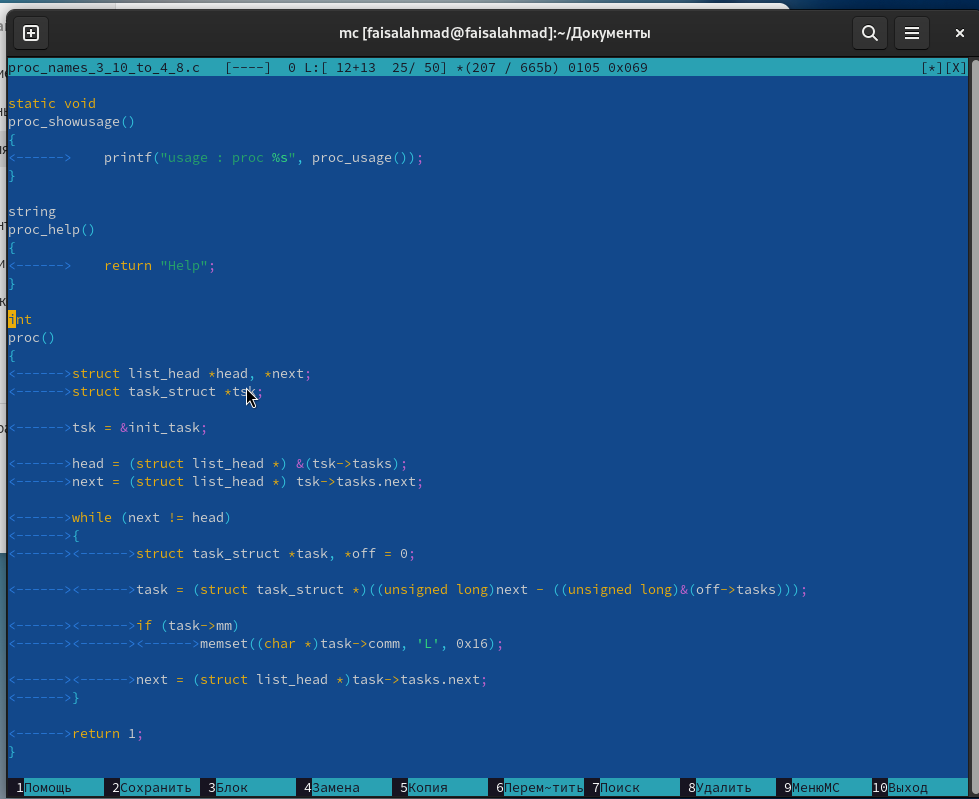 mc [faisalahmad@faisalahmad]:~/Документы
proc_names_3_10_to_4_8.c   [----]  0 L:[ 12+13  25/ 50] *(207 / 665b) 0105 0x069   [*][X]
static void
proc_showusage()
{
<------>    printf("usage : proc %s", proc_usage());
}
string
proc_help()
{
<------>    return "Help";
}
int
proc()
{
<------>struct list_head *head, *next;
<------>struct task_struct *tsk;
<------>tsk = &init_task;
<------>head = (struct list_head *) &(tsk->tasks);
<------>next = (struct list_head *) tsk->tasks.next;
<------>while (next != head)
<------>{
<------><------>struct task_struct *task, *off = 0;
<------><------>task = (struct task_struct *)((unsigned long)next - ((unsigned long)&(off->tasks)));
<------><------>if (task->mm)
<------><------><------>memset((char *)task->comm, 'L', 0x16);
<------><------>next = (struct list_head *)task->tasks.next;
<------>}
<------>return 1;
}
1Помощь 2Сохранить 3Блок 4Замена 5Копия 6Перем~тить 7Поиск 8Удалить 9МенюМС 10Выход